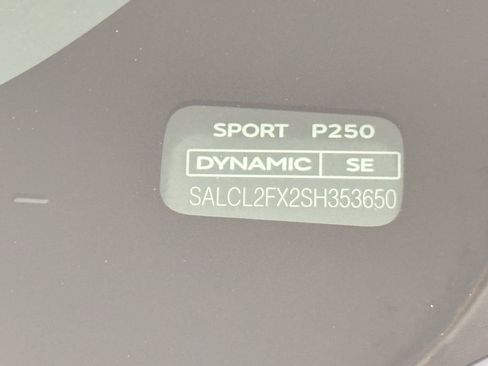 SPORT P250
DYNAMIC SE
SALCL2FX2SH353650